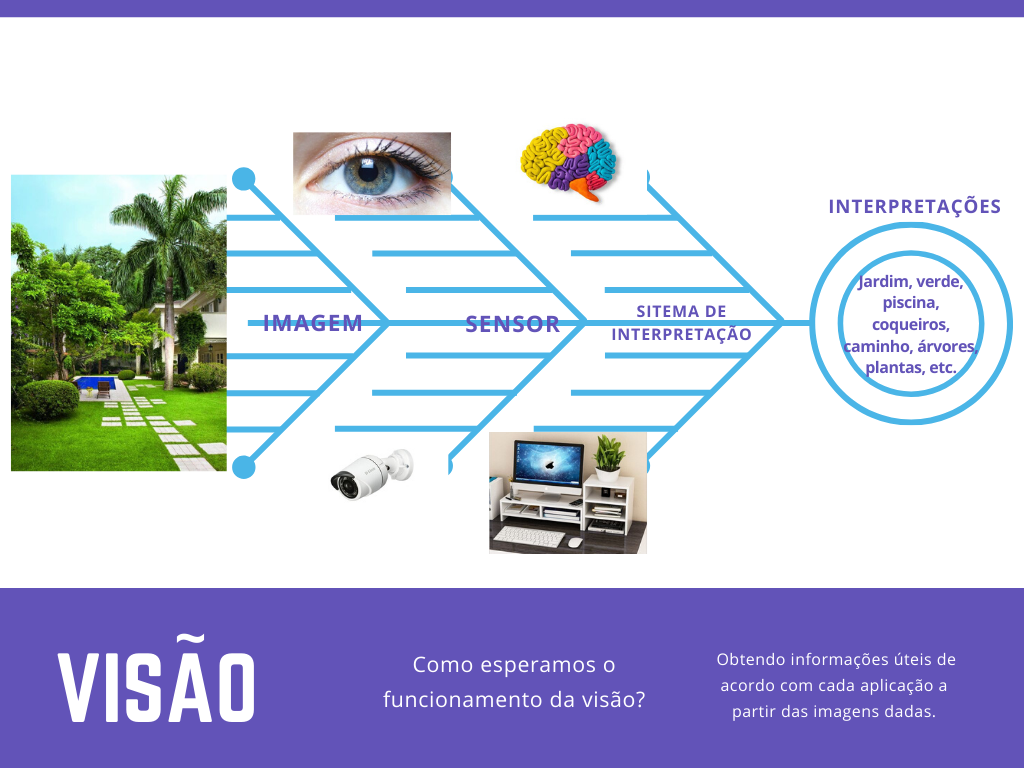 INTERPRETAÇÕES
IMAGEM
SENSOR
SITEMA DE
INTERPRETAÇÃO
Jardim, verde,
piscina,
coqueiros,
caminho, árvores,
plantas, etc.
VISÃO
Como esperamos o
funcionamento da visão?
Obtendo informações úteis de
acordo com cada aplicação a
partir das imagens dadas.